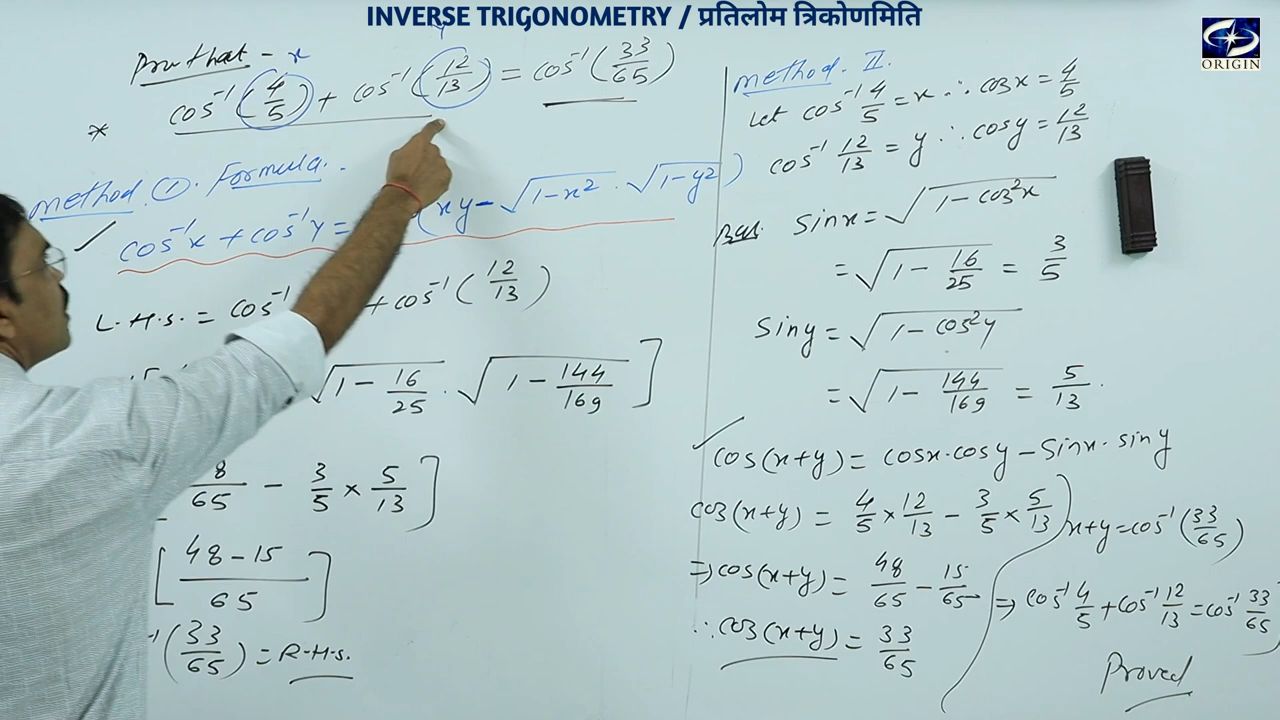 INVERSE TRIGONOMETRY / प्रतिलोम त्रिकोणमिति
ORIGIN
Prove that - x
* cos⁻¹(4/5) + cos⁻¹(12/13) = cos⁻¹(33/65)
method ①. Formula.
cos⁻¹x + cos⁻¹y = (xy - √1-x² · √1-y²)
L.H.S. = cos⁻¹ + cos⁻¹(12/13)
√1 - 16/25 · √1 - 144/169]
8/65 - 3/5 × 5/13]
[48-15/65]
⁻¹(33/65) = R.H.S.
method - II.
Let cos⁻¹ 4/5 = x ∴ cosx = 4/5
cos⁻¹ 12/13 = y ∴ cosy = 12/13
Sinx = √1 - cos²x
= √1 - 16/25 = 3/5
Siny = √1 - cos²y
= √1 - 144/169 = 5/13.
cos(x+y) = cosx·cosy - Sinx·siny
cos(x+y) = 4/5 × 12/13 - 3/5 × 5/13
⇒ cos(x+y) = 48/65 - 15/65
∴ cos(x+y) = 33/65
x+y = cos⁻¹(33/65)
⇒ cos⁻¹ 4/5 + cos⁻¹ 12/13 = cos⁻¹ 33/65
Proved